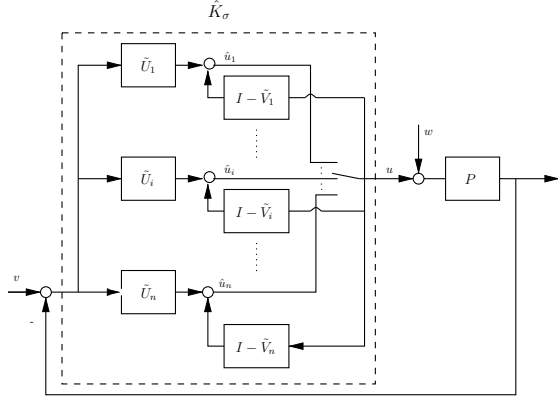 K̂_σ
Ũ_1
û_1
I − Ṽ_1
w
Ũ_i
û_i
u
P
I − Ṽ_i
v
-
Ũ_n
û_n
I − Ṽ_n